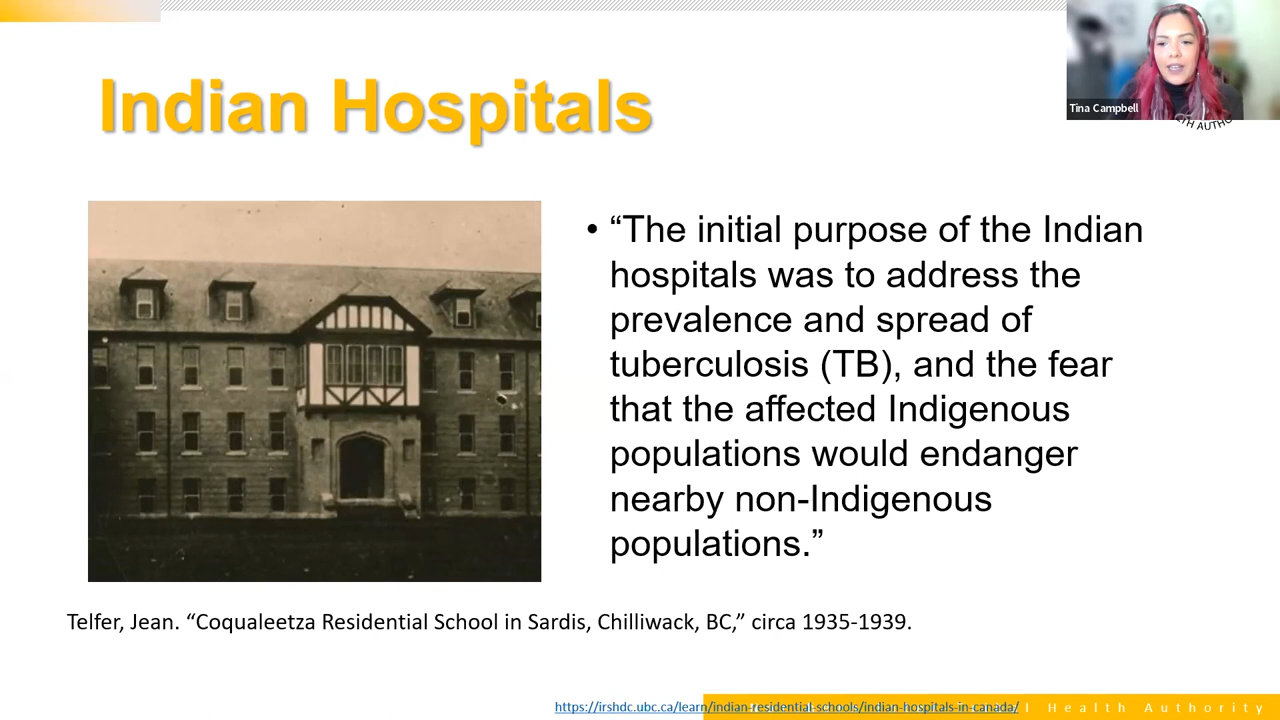 Indian Hospitals
Tina Campbell
• “The initial purpose of the Indian
hospitals was to address the
prevalence and spread of
tuberculosis (TB), and the fear
that the affected Indigenous
populations would endanger
nearby non-Indigenous
populations.”
Telfer, Jean. “Coqualeetza Residential School in Sardis, Chilliwack, BC,” circa 1935-1939.
https://irshdc.ubc.ca/learn/indian-residential-schools/indian-hospitals-in-canada/
Health Authority